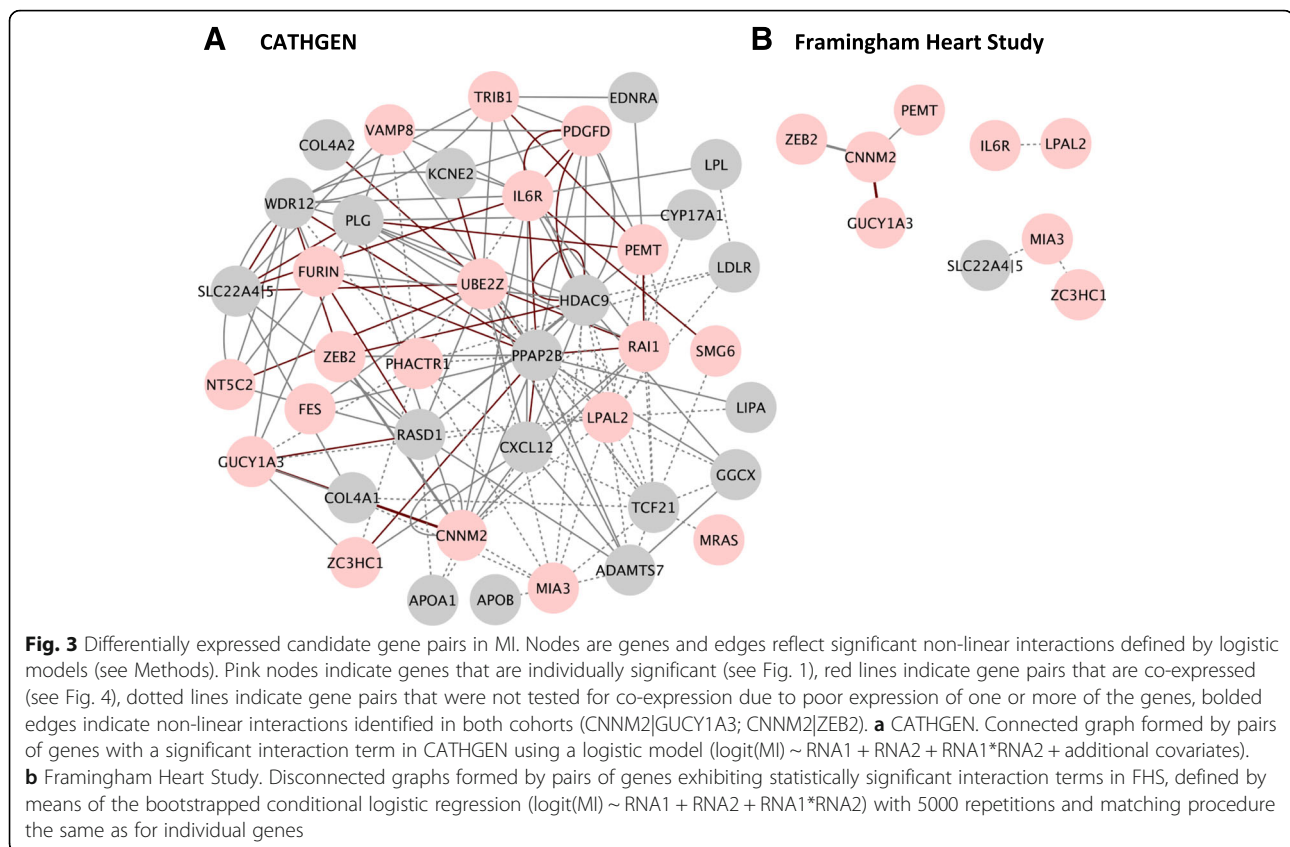 A CATHGEN
B Framingham Heart Study
TRIB1
EDNRA
VAMP8
PDGFD
COL4A2
KCNE2
LPL
IL6R
WDR12
PLG
CYP17A1
PEMT
FURIN
LDLR
SLC22A4|5
UBE2Z
HDAC9
ZEB2
PHACTR1
PPAP2B
RAI1
SMG6
NT5C2
FES
LPAL2
LIPA
RASD1
CXCL12
GUCY1A3
GGCX
COL4A1
TCF21
CNNM2
MRAS
ZC3HC1
ADAMTS7
MIA3
APOA1
APOB
PEMT
ZEB2
CNNM2
IL6R
LPAL2
GUCY1A3
MIA3
SLC22A4|5
ZC3HC1
Fig. 3 Differentially expressed candidate gene pairs in MI. Nodes are genes and edges reflect significant non-linear interactions defined by logistic
models (see Methods). Pink nodes indicate genes that are individually significant (see Fig. 1), red lines indicate gene pairs that are co-expressed
(see Fig. 4), dotted lines indicate gene pairs that were not tested for co-expression due to poor expression of one or more of the genes, bolded
edges indicate non-linear interactions identified in both cohorts (CNNM2|GUCY1A3; CNNM2|ZEB2). a CATHGEN. Connected graph formed by pairs
of genes with a significant interaction term in CATHGEN using a logistic model (logit(MI) ~ RNA1 + RNA2 + RNA1*RNA2 + additional covariates).
b Framingham Heart Study. Disconnected graphs formed by pairs of genes exhibiting statistically significant interaction terms in FHS, defined by
means of the bootstrapped conditional logistic regression (logit(MI) ~ RNA1 + RNA2 + RNA1*RNA2) with 5000 repetitions and matching procedure
the same as for individual genes